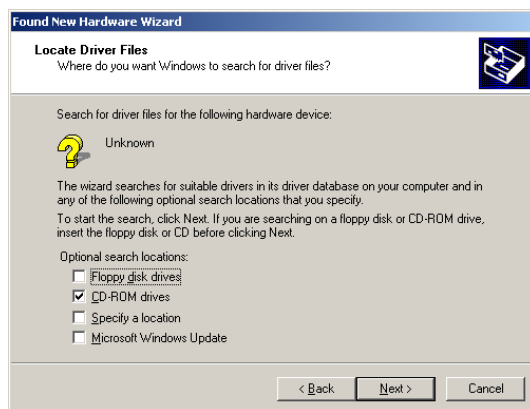 Found New Hardware Wizard
Locate Driver Files
Where do you want Windows to search for driver files?
Search for driver files for the following hardware device:
Unknown
The wizard searches for suitable drivers in its driver database on your computer and in
any of the following optional search locations that you specify.
To start the search, click Next. If you are searching on a floppy disk or CD-ROM drive,
insert the floppy disk or CD before clicking Next.
Optional search locations:
Floppy disk drives
CD-ROM drives
Specify a location
Microsoft Windows Update
< Back Next > Cancel